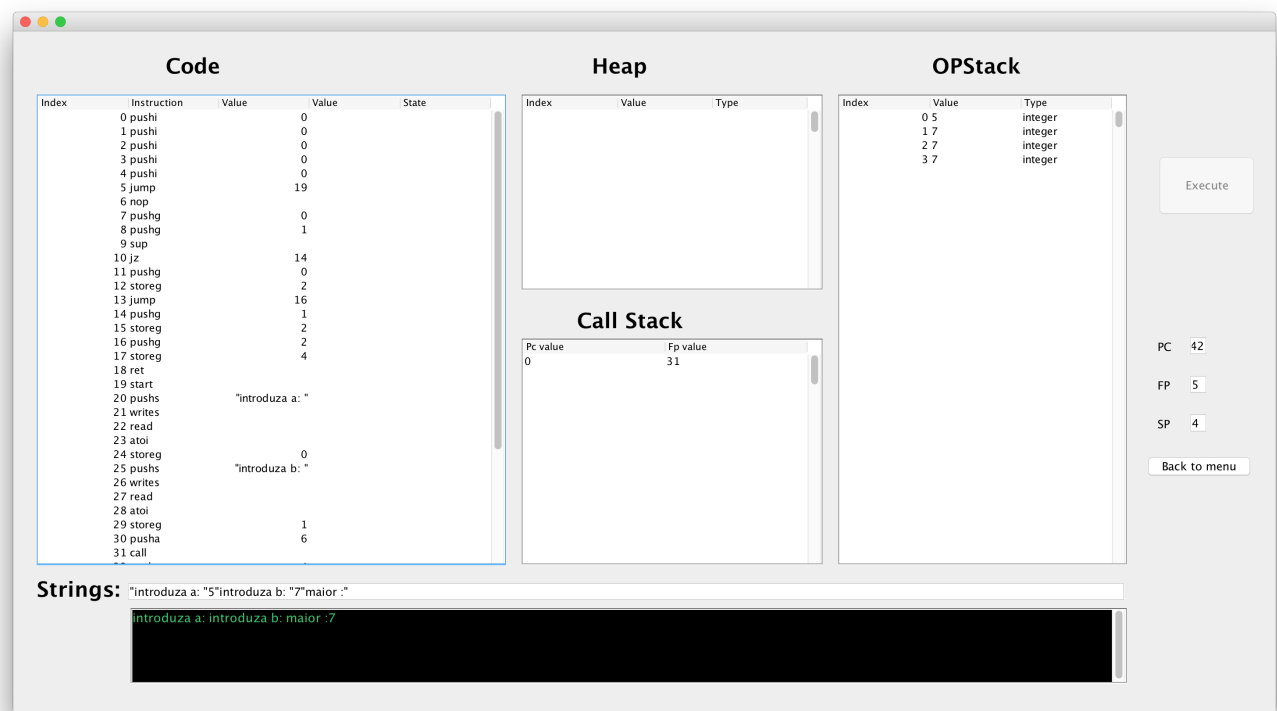 Code
Index Instruction Value Value State
0 pushi 0
1 pushi 0
2 pushi 0
3 pushi 0
4 pushi 0
5 jump 19
6 nop
7 pushg 0
8 pushg 1
9 sup
10 jz 14
11 pushg 0
12 storeg 2
13 jump 16
14 pushg 1
15 storeg 2
16 pushg 2
17 storeg 4
18 ret
19 start
20 pushs "introduza a: "
21 writes
22 read
23 atoi
24 storeg 0
25 pushs "introduza b: "
26 writes
27 read
28 atoi
29 storeg 1
30 pusha 6
31 call
Heap
Index Value Type
Call Stack
Pc value Fp value
0 31
OPStack
Index Value Type
0 5 integer
1 7 integer
2 7 integer
3 7 integer
Execute
PC 42
FP 5
SP 4
Back to menu
Strings: "introduza a: "5"introduza b: "7"maior :"
introduza a: introduza b: maior :7